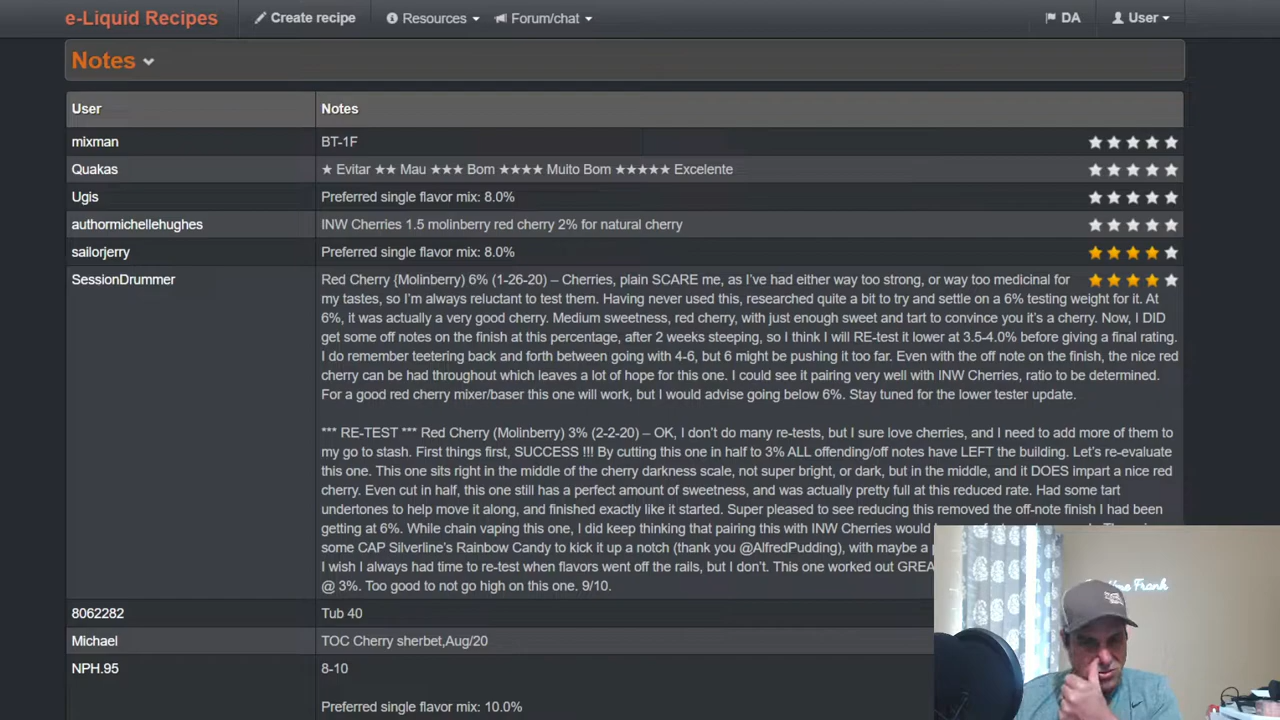 e-Liquid Recipes Create recipe Resources Forum/chat DA User
Notes
User Notes
mixman BT-1F
Quakas ★ Evitar ★★ Mau ★★★ Bom ★★★★ Muito Bom ★★★★★ Excelente
Ugis Preferred single flavor mix: 8.0%
authormichellehughes INW Cherries 1.5 molinberry red cherry 2% for natural cherry
sailorjerry Preferred single flavor mix: 8.0%
SessionDrummer Red Cherry {Molinberry) 6% (1-26-20) – Cherries, plain SCARE me, as I've had either way too strong, or way too medicinal for
my tastes, so I'm always reluctant to test them. Having never used this, researched quite a bit to try and settle on a 6% testing weight for it. At
6%, it was actually a very good cherry. Medium sweetness, red cherry, with just enough sweet and tart to convince you it's a cherry. Now, I DID
get some off notes on the finish at this percentage, after 2 weeks steeping, so I think I will RE-test it lower at 3.5-4.0% before giving a final rating.
I do remember teetering back and forth between going with 4-6, but 6 might be pushing it too far. Even with the off note on the finish, the nice red
cherry can be had throughout which leaves a lot of hope for this one. I could see it pairing very well with INW Cherries, ratio to be determined.
For a good red cherry mixer/baser this one will work, but I would advise going below 6%. Stay tuned for the lower tester update.
*** RE-TEST *** Red Cherry (Molinberry) 3% (2-2-20) – OK, I don't do many re-tests, but I sure love cherries, and I need to add more of them to
my go to stash. First things first, SUCCESS !!! By cutting this one in half to 3% ALL offending/off notes have LEFT the building. Let's re-evaluate
this one. This one sits right in the middle of the cherry darkness scale, not super bright, or dark, but in the middle, and it DOES impart a nice red
cherry. Even cut in half, this one still has a perfect amount of sweetness, and was actually pretty full at this reduced rate. Had some tart
undertones to help move it along, and finished exactly like it started. Super pleased to see reducing this removed the off-note finish I had been
getting at 6%. While chain vaping this one, I did keep thinking that pairing this with INW Cherries would
some CAP Silverline's Rainbow Candy to kick it up a notch (thank you @AlfredPudding), with maybe a
I wish I always had time to re-test when flavors went off the rails, but I don't. This one worked out
@ 3%. Too good to not go high on this one. 9/10.
8062282 Tub 40
Michael TOC Cherry sherbet,Aug/20
NPH.95 8-10
Preferred single flavor mix: 10.0%
Frank